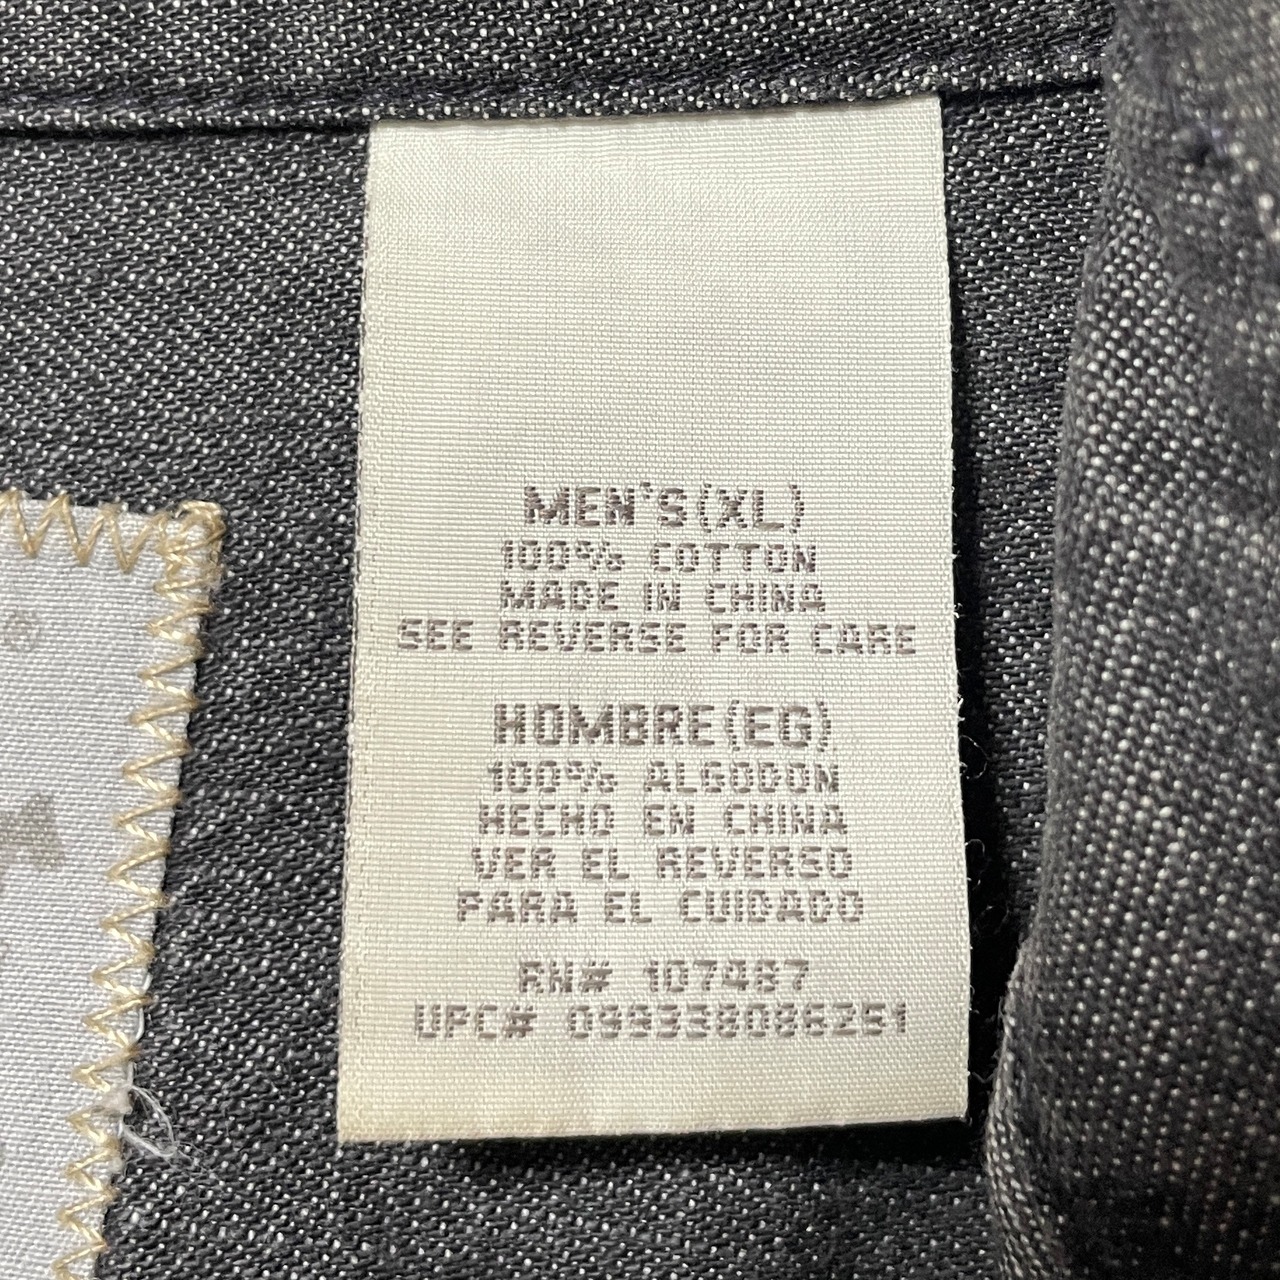 MEN'S(XL)
100% COTTON
MADE IN CHINA
SEE REVERSE FOR CARE
HOMBRE(EG)
100% ALGODON
HECHO EN CHINA
VER EL REVERSO
PARA EL CUIDADO
RN# 107487
UPC# 099338086251
®